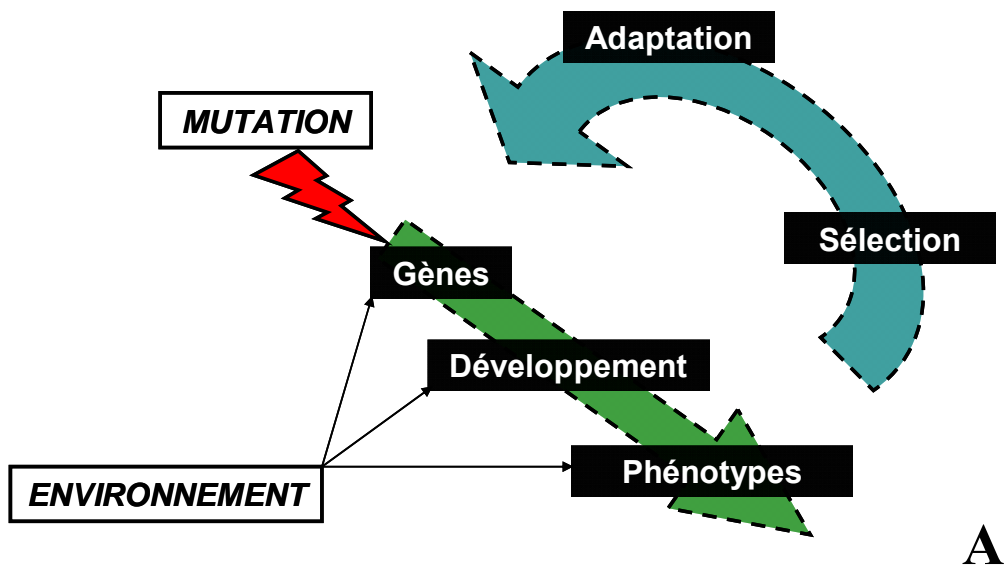 Adaptation
MUTATION
Sélection
Gènes
Développement
Phénotypes
ENVIRONNEMENT
A